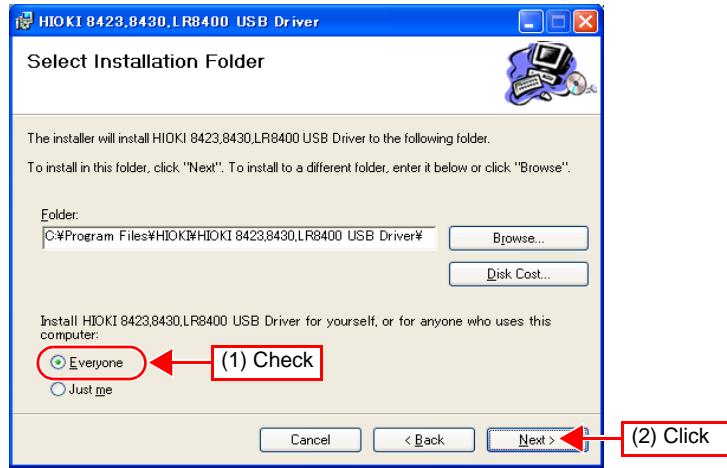 HIOKI 8423,8430,LR8400 USB Driver
Select Installation Folder
The installer will install HIOKI 8423,8430,LR8400 USB Driver to the following folder.
To install in this folder, click "Next". To install to a different folder, enter it below or click "Browse".
Folder:
C:¥Program Files¥HIOKI¥HIOKI 8423,8430,LR8400 USB Driver¥
Browse...
Disk Cost...
Install HIOKI 8423,8430,LR8400 USB Driver for yourself, or for anyone who uses this
computer:
Everyone
(1) Check
Just me
Cancel
< Back
Next >
(2) Click